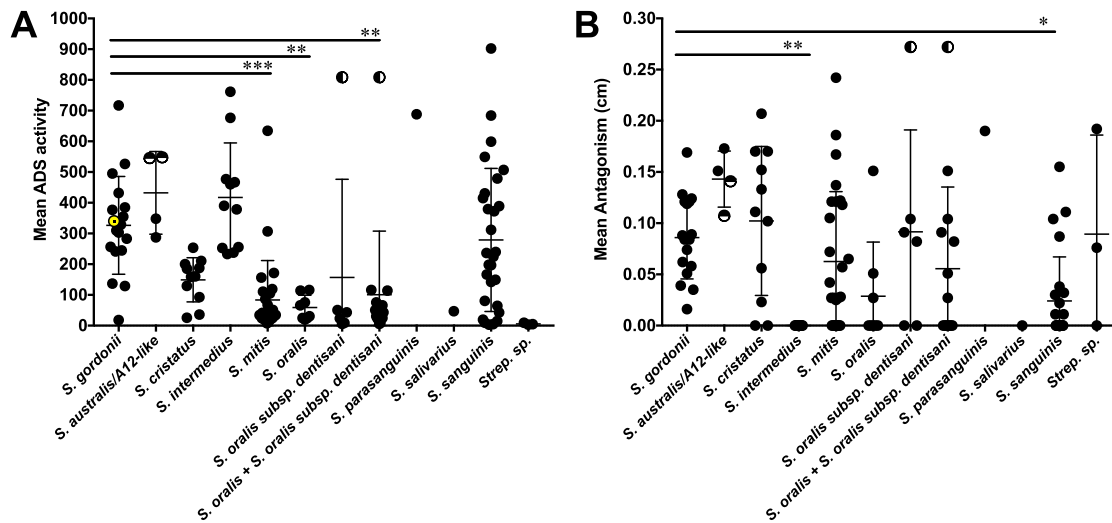 A
Mean ADS activity
1000
900
800
700
600
500
400
300
200
100
0
**
**
***
S. gordonii
S. australis/A12-like
S. cristatus
S. intermedius
S. mitis
S. oralis
S. oralis subsp. dentisani
S. oralis + S. oralis subsp. dentisani
S. parasanguinis
S. salivarius
S. sanguinis
Strep. sp.
B
Mean Antagonism (cm)
0.30
0.25
0.20
0.15
0.10
0.05
0.00
*
**
S. gordonii
S. australis/A12-like
S. cristatus
S. intermedius
S. mitis
S. oralis
S. oralis subsp. dentisani
S. oralis + S. oralis subsp. dentisani
S. parasanguinis
S. salivarius
S. sanguinis
Strep. sp.